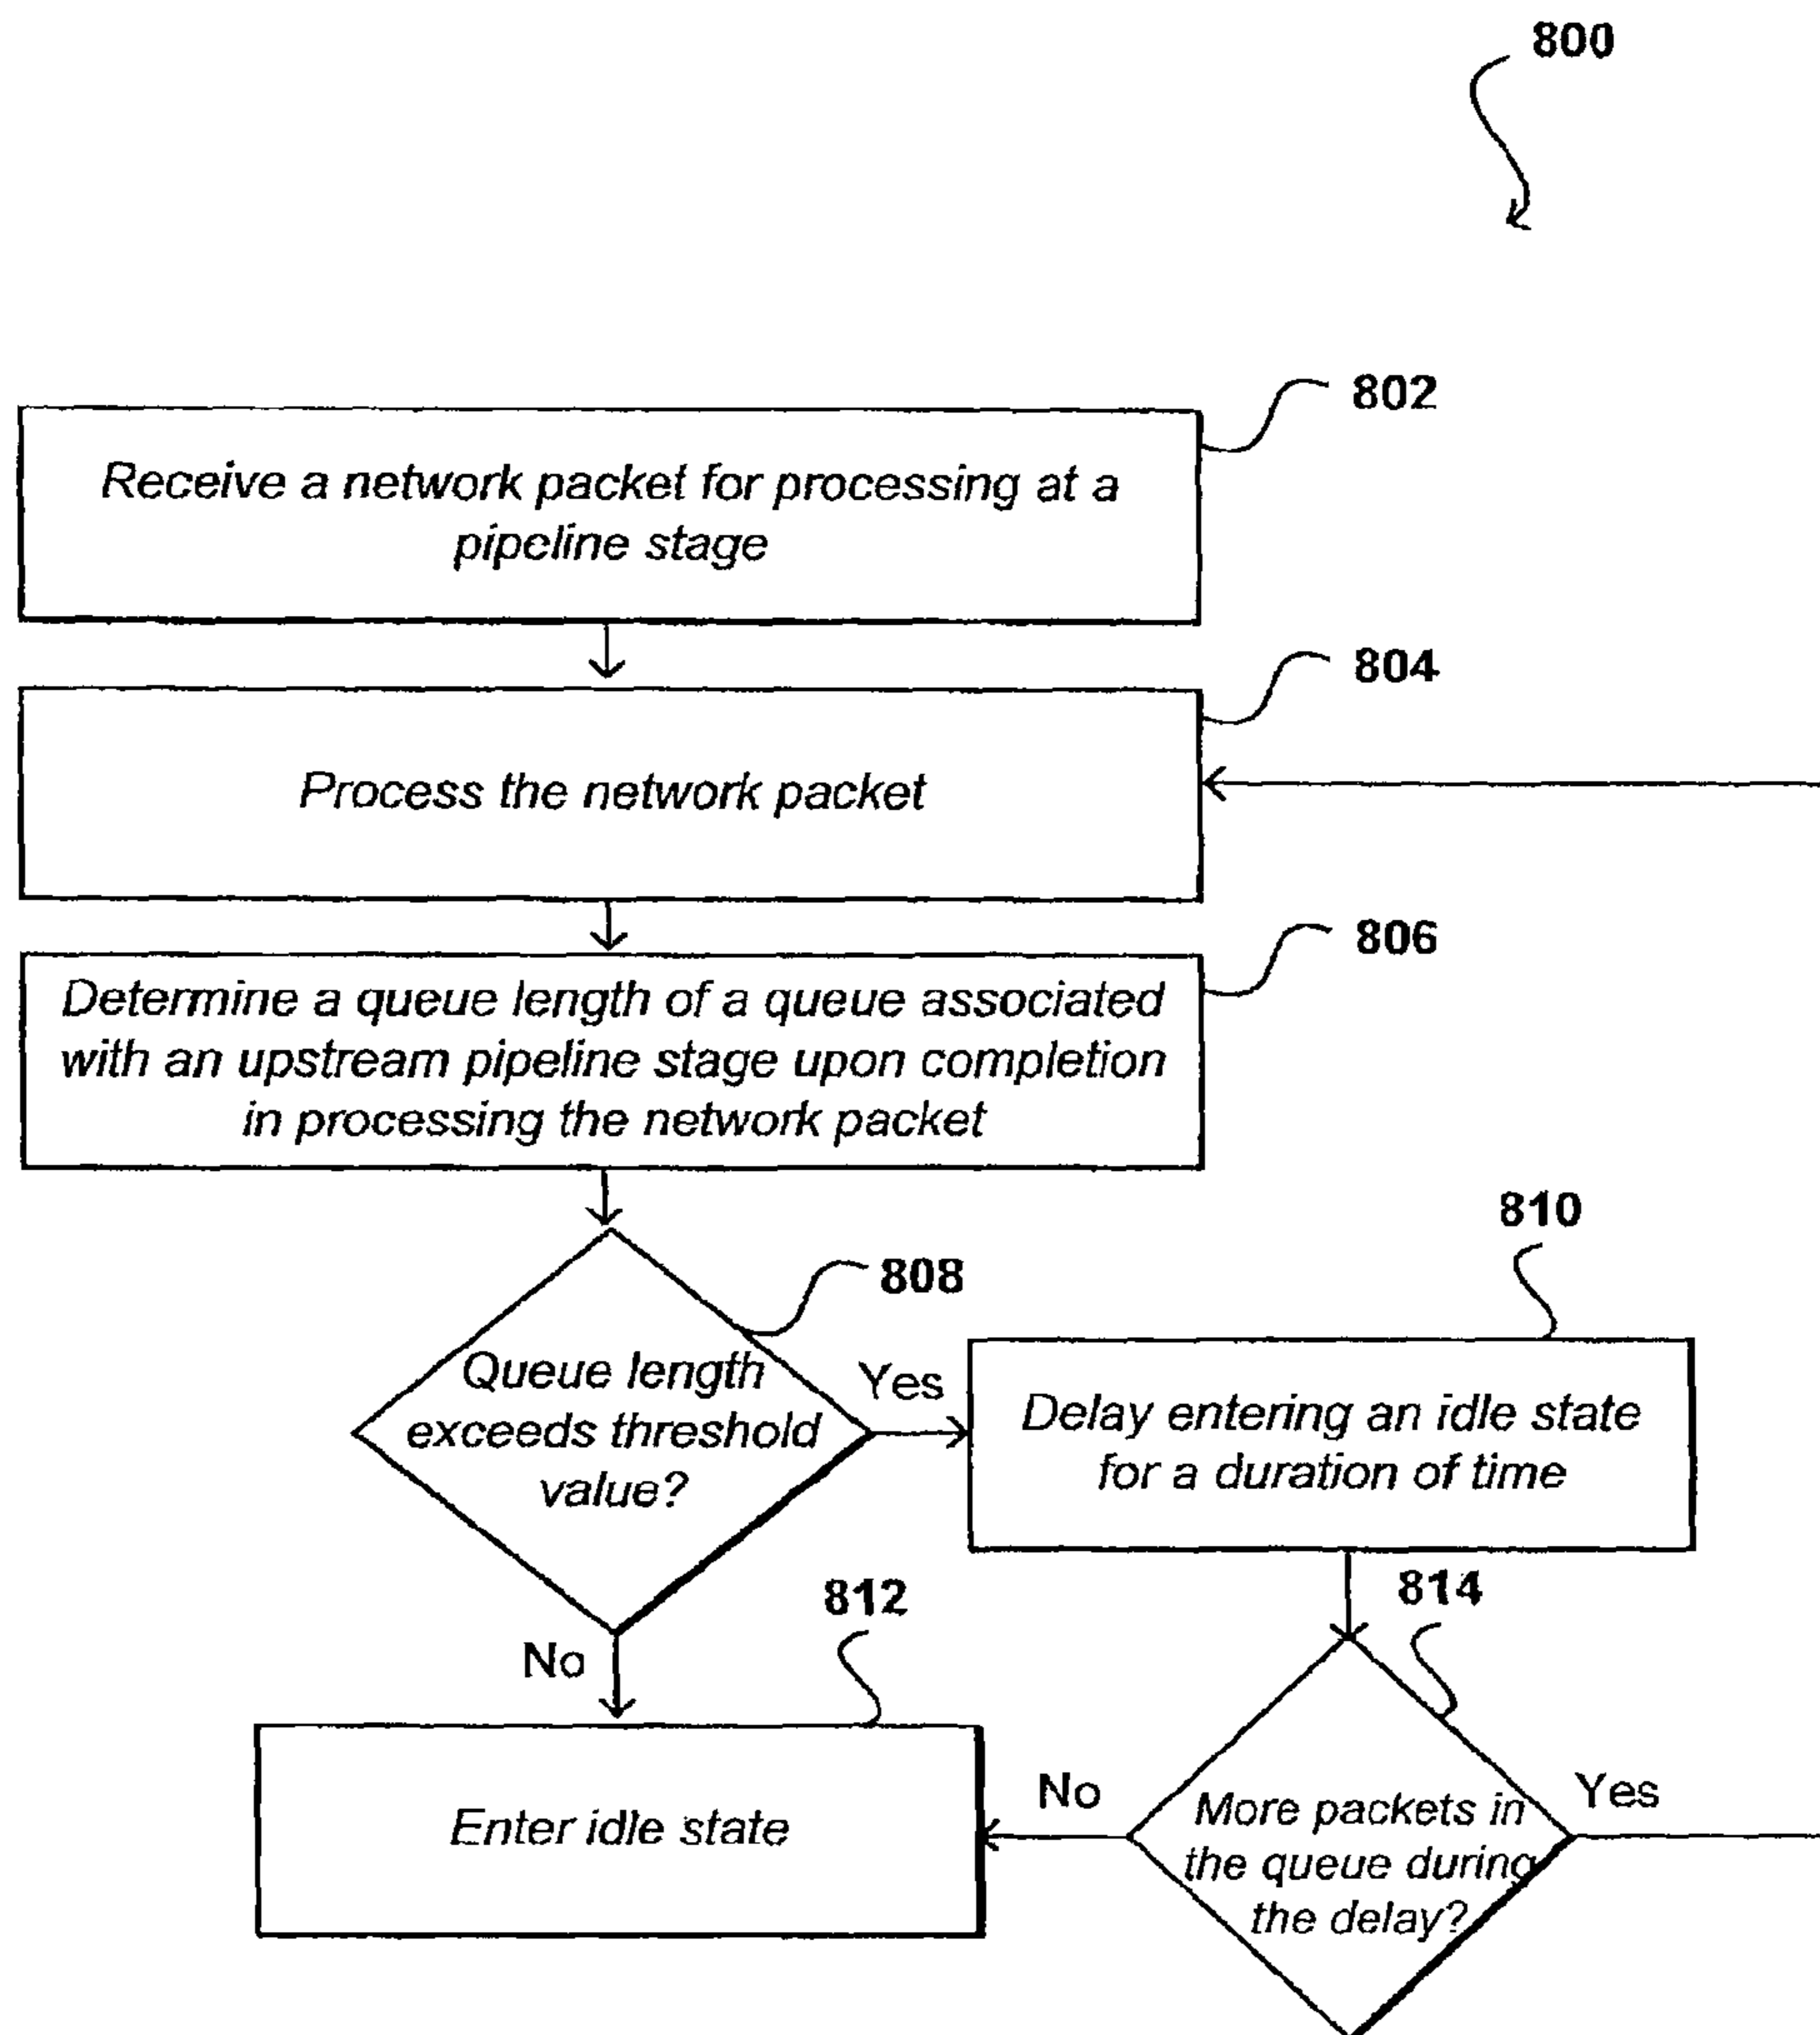 800
802
Receive a network packet for processing at a
pipeline stage
804
Process the network packet
806
Determine a queue length of a queue associated
with an upstream pipeline stage upon completion
in processing the network packet
808
Queue length
exceeds threshold
value?
Yes
810
Delay entering an idle state
for a duration of time
No
812
Enter idle state
814
More packets in
the queue during
the delay?
No
Yes